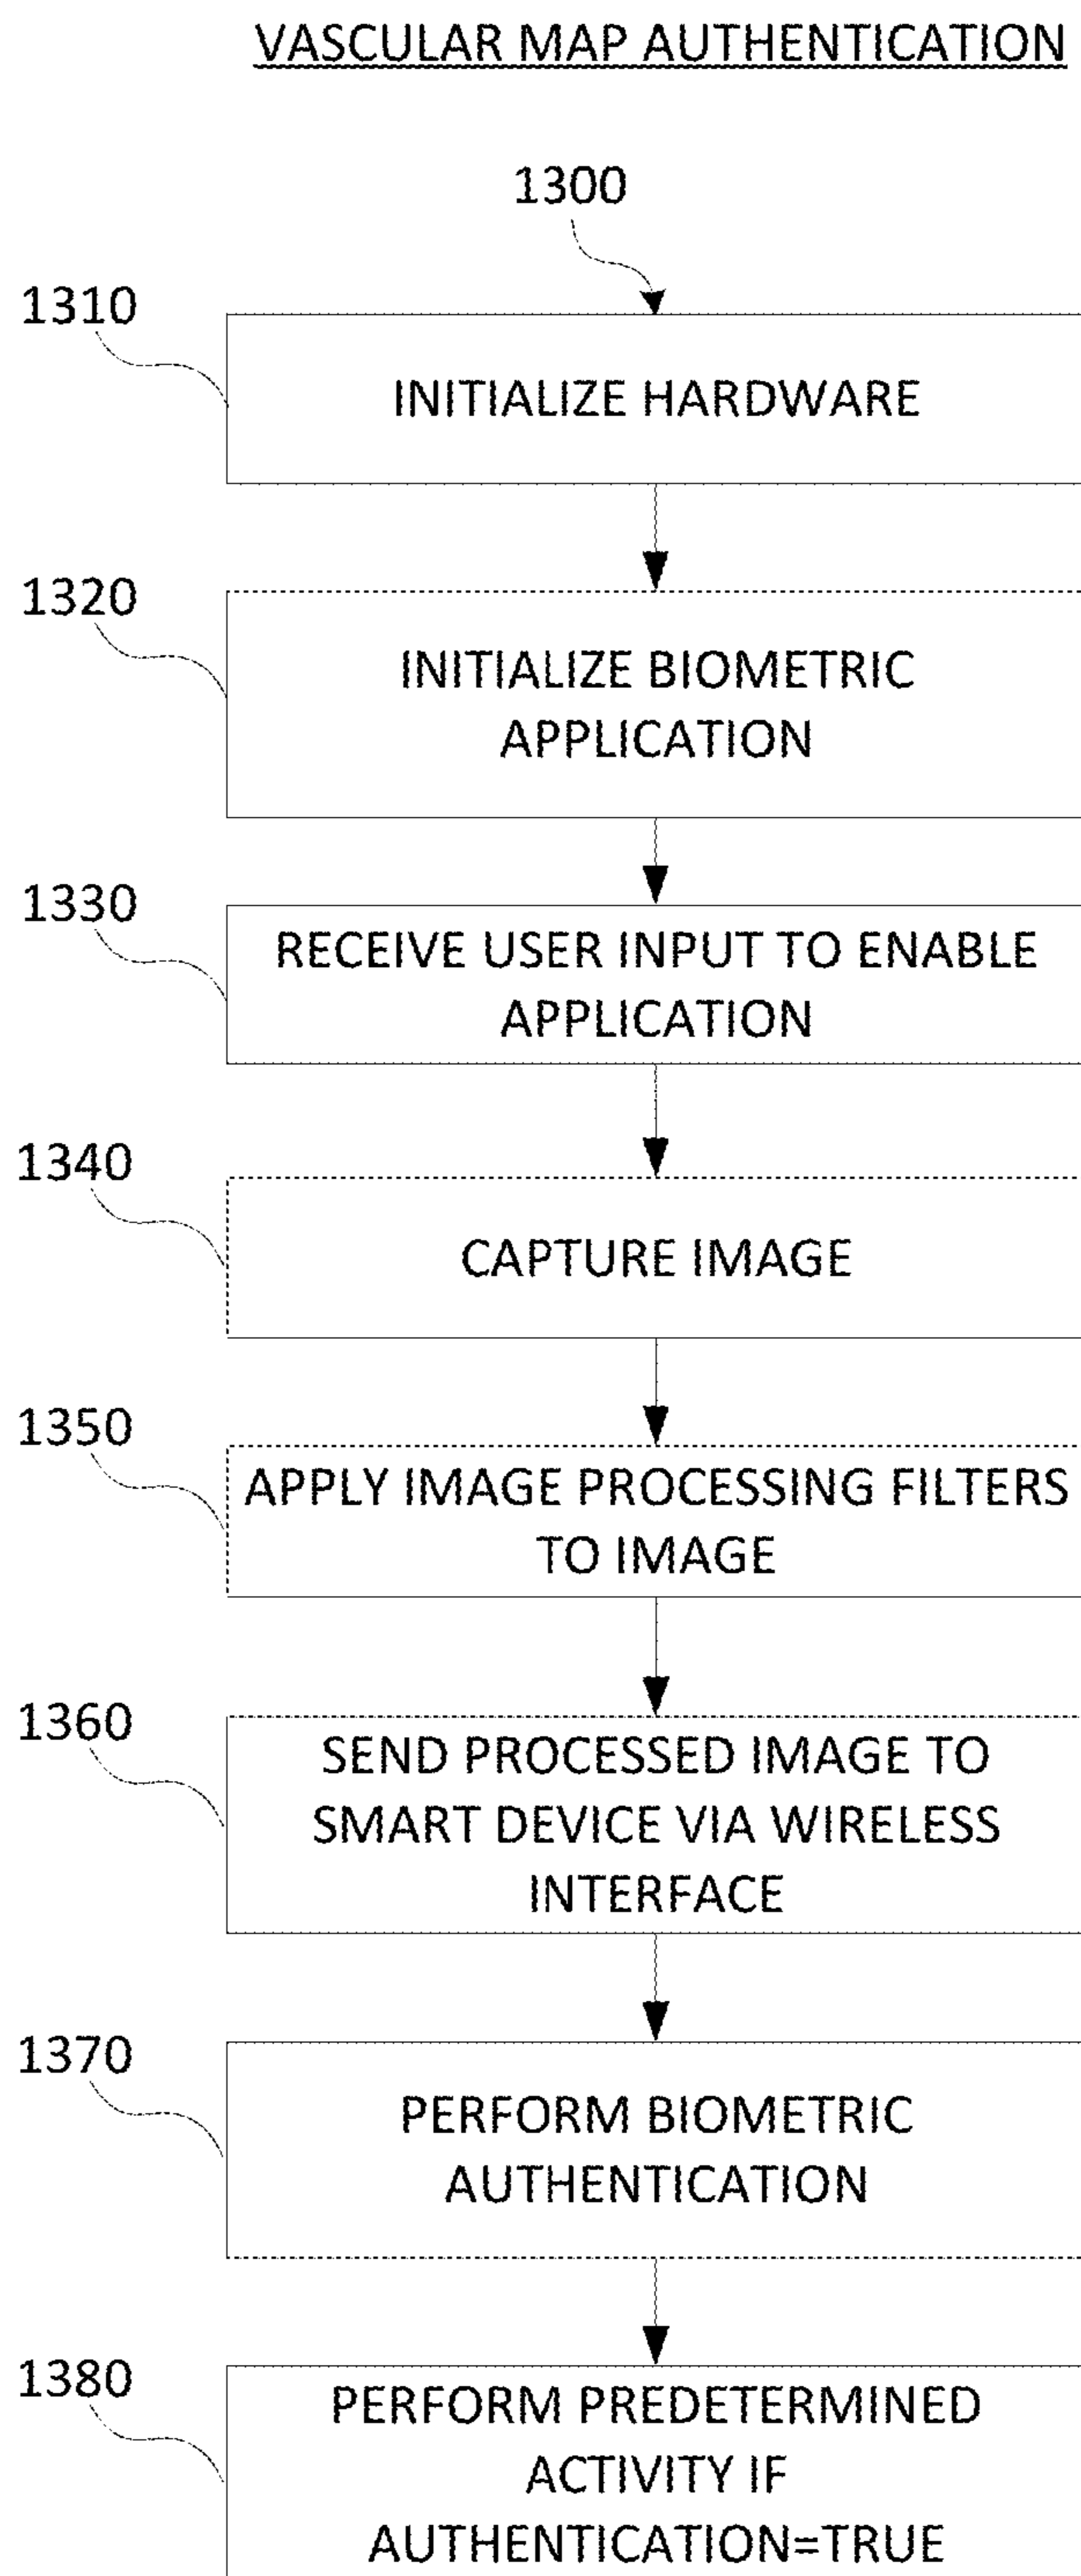 VASCULAR MAP AUTHENTICATION
1300
1310
INITIALIZE HARDWARE
1320
INITIALIZE BIOMETRIC
APPLICATION
1330
RECEIVE USER INPUT TO ENABLE
APPLICATION
1340
CAPTURE IMAGE
1350
APPLY IMAGE PROCESSING FILTERS
TO IMAGE
1360
SEND PROCESSED IMAGE TO
SMART DEVICE VIA WIRELESS
INTERFACE
1370
PERFORM BIOMETRIC
AUTHENTICATION
1380
PERFORM PREDETERMINED
ACTIVITY IF
AUTHENTICATION=TRUE